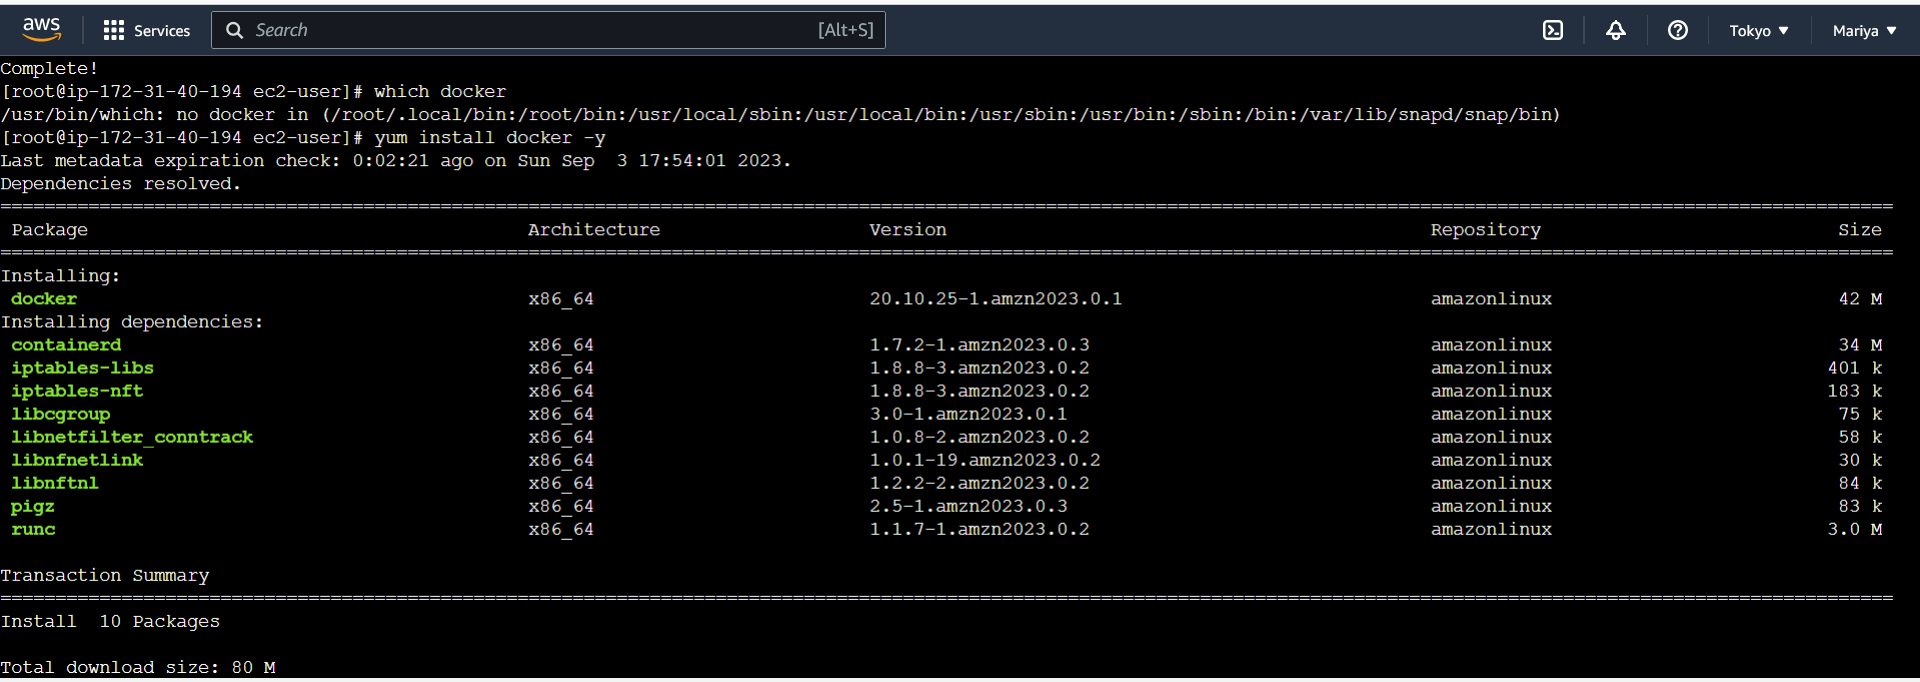 aws Services Search [Alt+S] Tokyo Mariya
Complete!
[root@ip-172-31-40-194 ec2-user]# which docker
/usr/bin/which: no docker in (/root/.local/bin:/root/bin:/usr/local/sbin:/usr/local/bin:/usr/sbin:/usr/bin:/sbin:/bin:/var/lib/snapd/snap/bin)
[root@ip-172-31-40-194 ec2-user]# yum install docker -y
Last metadata expiration check: 0:02:21 ago on Sun Sep  3 17:54:01 2023.
Dependencies resolved.
Package Architecture Version Repository Size
Installing:
docker x86_64 20.10.25-1.amzn2023.0.1 amazonlinux 42 M
Installing dependencies:
containerd x86_64 1.7.2-1.amzn2023.0.3 amazonlinux 34 M
iptables-libs x86_64 1.8.8-3.amzn2023.0.2 amazonlinux 401 k
iptables-nft x86_64 1.8.8-3.amzn2023.0.2 amazonlinux 183 k
libcgroup x86_64 3.0-1.amzn2023.0.1 amazonlinux 75 k
libnetfilter_conntrack x86_64 1.0.8-2.amzn2023.0.2 amazonlinux 58 k
libnfnetlink x86_64 1.0.1-19.amzn2023.0.2 amazonlinux 30 k
libnftnl x86_64 1.2.2-2.amzn2023.0.2 amazonlinux 84 k
pigz x86_64 2.5-1.amzn2023.0.3 amazonlinux 83 k
runc x86_64 1.1.7-1.amzn2023.0.2 amazonlinux 3.0 M
Transaction Summary
Install  10 Packages
Total download size: 80 M